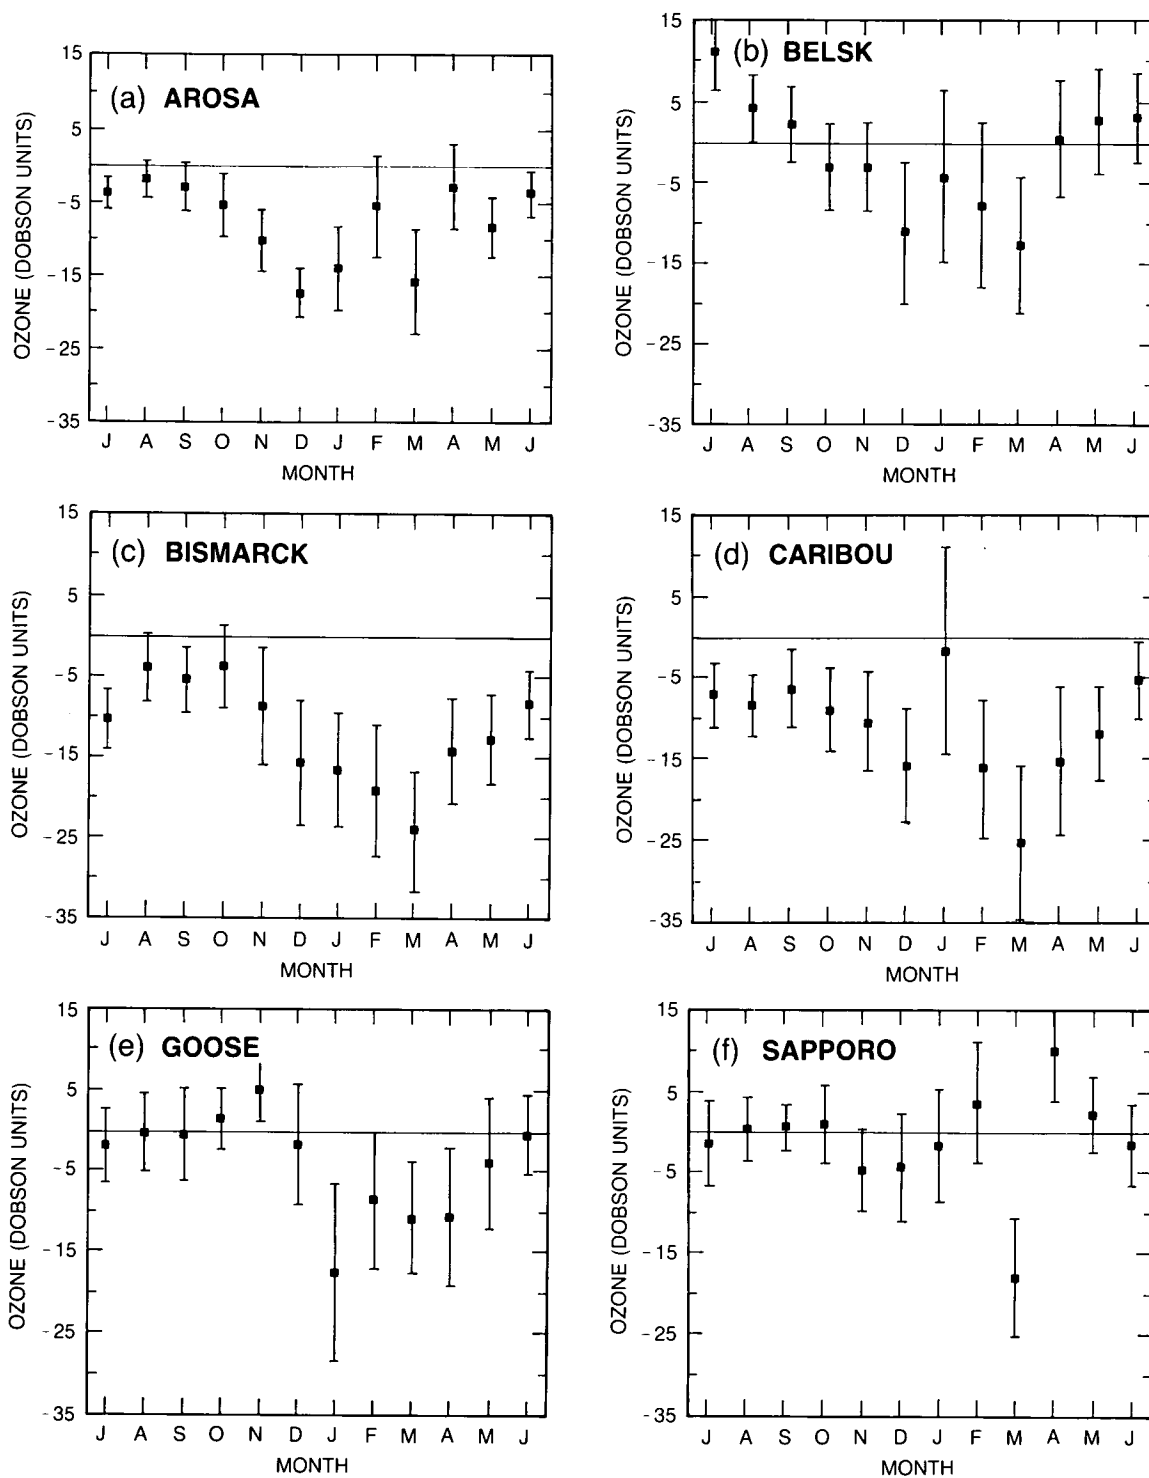 (a) AROSA
15
5
-5
-15
-25
-35
OZONE (DOBSON UNITS)
J A S O N D J F M A M J
MONTH
(b) BELSK
15
5
-5
-15
-25
-35
OZONE (DOBSON UNITS)
J A S O N D J F M A M J
MONTH
(c) BISMARCK
15
5
-5
-15
-25
-35
OZONE (DOBSON UNITS)
J A S O N D J F M A M J
MONTH
(d) CARIBOU
15
5
-5
-15
-25
-35
OZONE (DOBSON UNITS)
J A S O N D J F M A M J
MONTH
(e) GOOSE
15
5
-5
-15
-25
-35
OZONE (DOBSON UNITS)
J A S O N D J F M A M J
MONTH
(f) SAPPORO
15
5
-5
-15
-25
-35
OZONE (DOBSON UNITS)
J A S O N D J F M A M J
MONTH